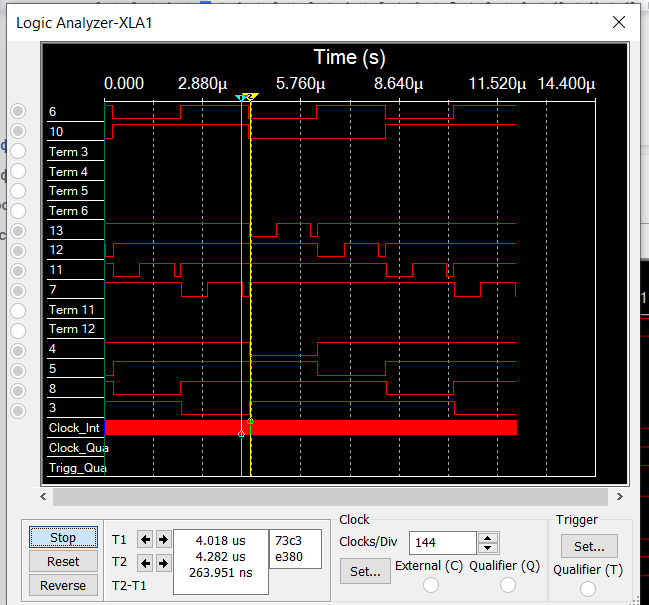 Logic Analyzer-XLA1
Time (s)
0.000 2.880μ 5.760μ 8.640μ 11.520μ 14.400μ
6
10
Term 3
Term 4
Term 5
Term 6
13
12
11
7
Term 11
Term 12
4
5
8
3
Clock_Int
Clock_Qua
Trigg_Qua
Stop
Reset
Reverse
T1
T2
T2-T1
4.018 us
4.282 us
263.951 ns
73c3
e380
Clock
Clocks/Div 144
Set...
External (C) Qualifier (Q)
Trigger
Set...
Qualifier (T)